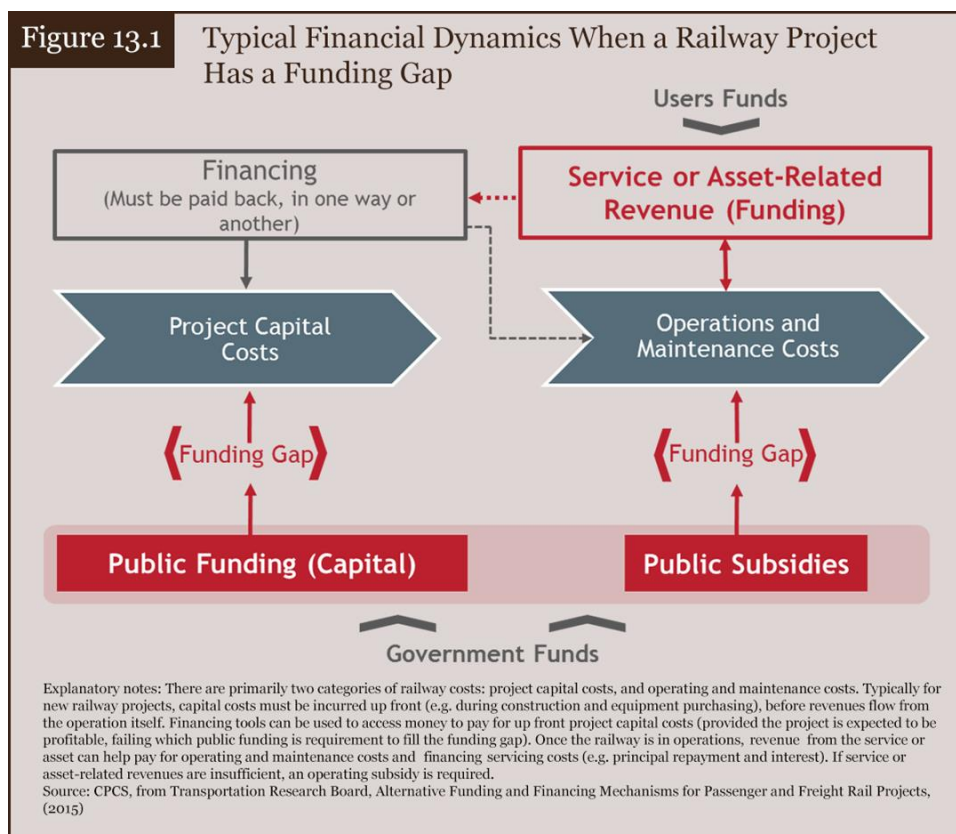 Figure 13.1
Typical Financial Dynamics When a Railway Project
Has a Funding Gap
Users Funds
Financing
(Must be paid back, in one way or
another)
Service or Asset-Related
Revenue (Funding)
Project Capital
Costs
Operations and
Maintenance Costs
Funding Gap
Funding Gap
Public Funding (Capital)
Public Subsidies
Government Funds
Explanatory notes: There are primarily two categories of railway costs: project capital costs, and operating and maintenance costs. Typically for
new railway projects, capital costs must be incurred up front (e.g. during construction and equipment purchasing), before revenues flow from
the operation itself. Financing tools can be used to access money to pay for up front project capital costs (provided the project is expected to be
profitable, failing which public funding is requirement to fill the funding gap). Once the railway is in operations, revenue from the service or
asset can help pay for operating and maintenance costs and financing servicing costs (e.g. principal repayment and interest). If service or
asset-related revenues are insufficient, an operating subsidy is required.
Source: CPCS, from Transportation Research Board, Alternative Funding and Financing Mechanisms for Passenger and Freight Rail Projects,
(2015)